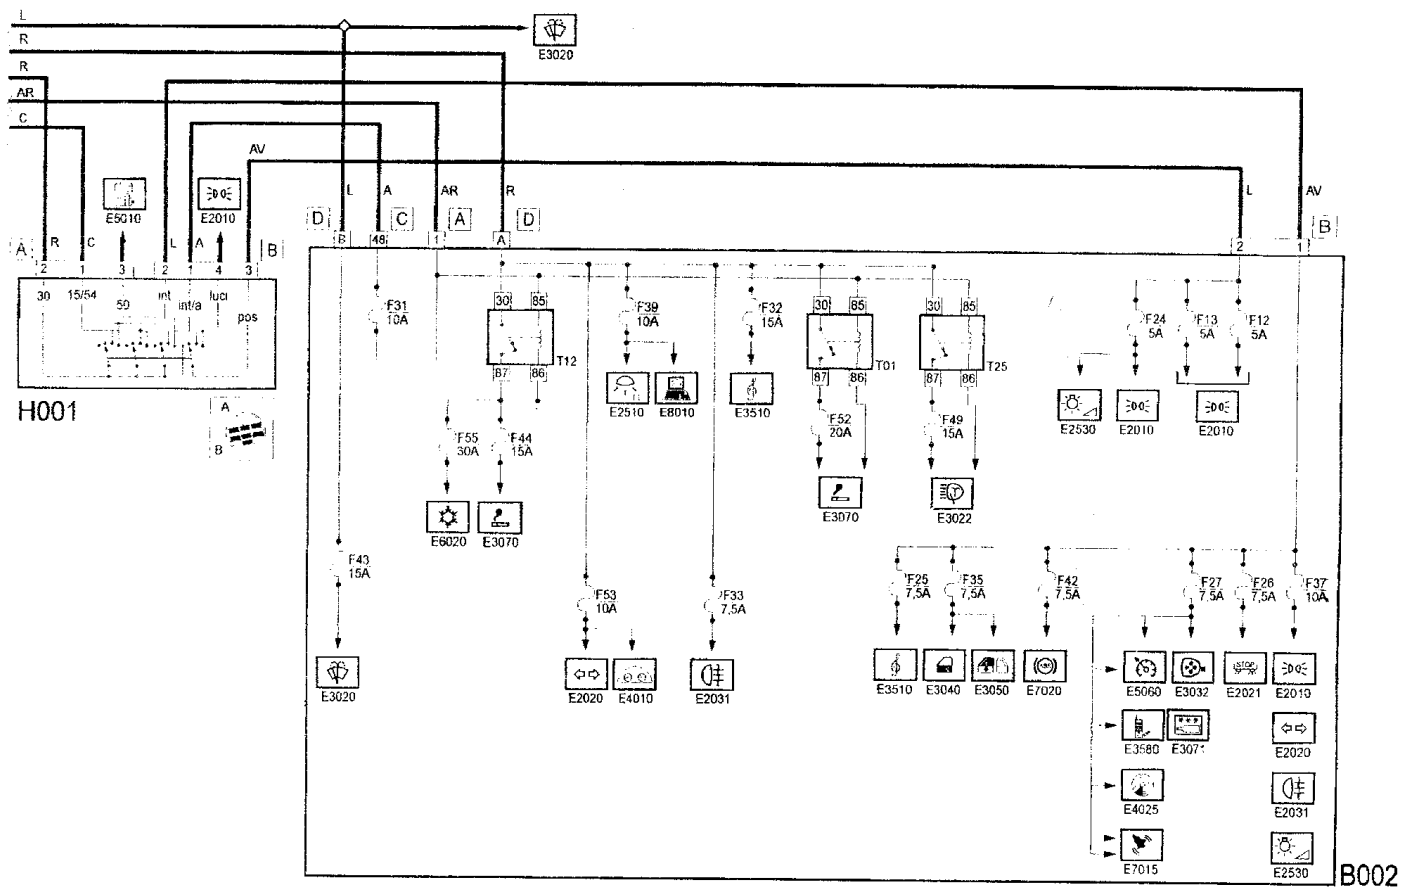 L
R
R
AR
C
E3020
AV
L
A
AR
R
L
AV
E5010
E2010
D
C
A
D
B
A
R
C
L
A
B
B
48
1
A
2
1
2
1
3
2
1
4
3
30
15/54
50
int
int/a
luci
pos
H001
A
B
F31
10A
30
85
T12
87
86
F39
10A
E2510
E8010
F32
15A
E3510
30
85
T01
87
86
30
85
T25
87
86
F24
5A
F13
5A
F12
5A
E2530
E2010
E2010
F55
30A
F44
15A
E6020
E3070
F52
20A
F49
15A
E3070
E3022
F43
15A
E3020
F53
10A
F33
7,5A
E2020
E4010
E2031
F25
7,5A
F35
7,5A
F42
7,5A
F27
7,5A
F26
7,5A
F37
10A
E3510
E3040
E3050
E7020
STOP
E5060
E3032
E2021
E2010
E3580
E3071
E2020
E4025
E2031
E7015
E2530
B002